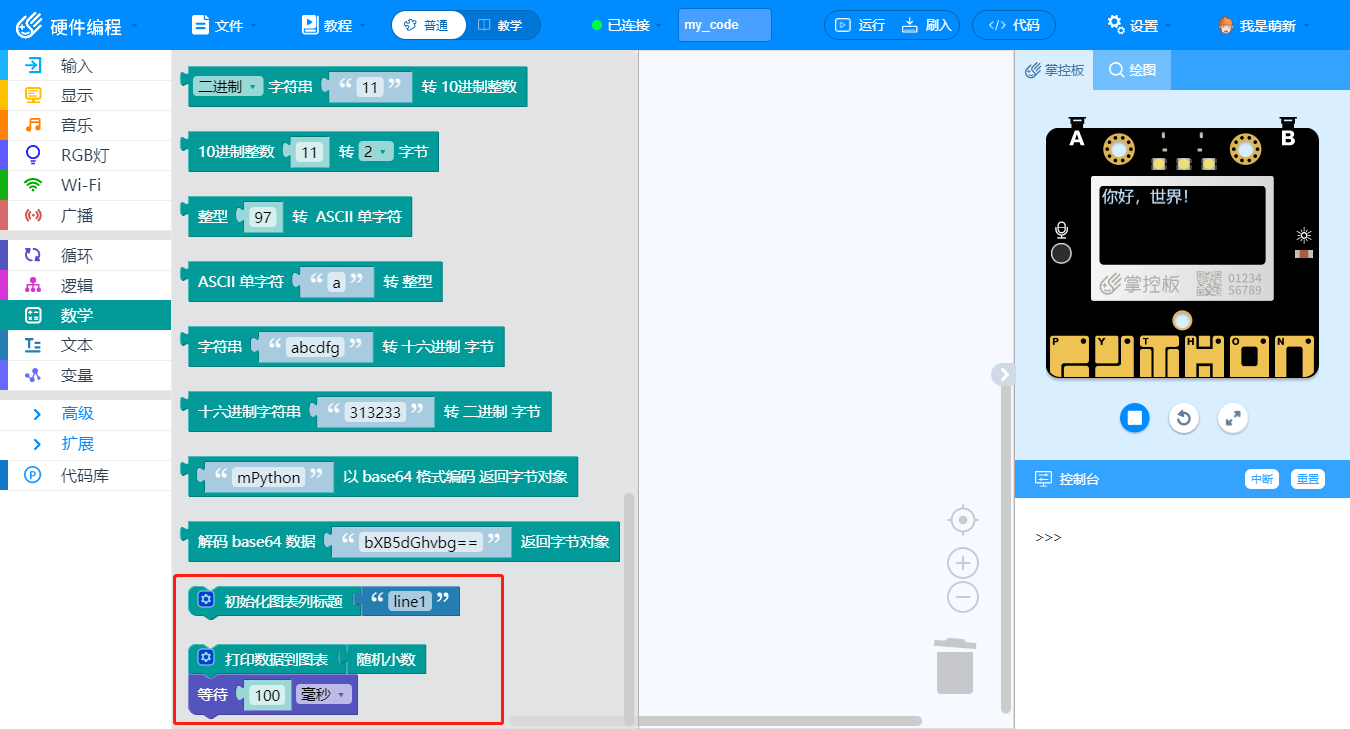 硬件编程 文件 教程 普通 教学 已连接 my_code 运行 刷入 代码 设置 我是萌新
输入
显示
音乐
RGB灯
Wi-Fi
广播
循环
逻辑
数学
文本
变量
高级
扩展
代码库
二进制 字符串 “ 11 ” 转 10进制整数
10进制整数 11 转 2 字节
整型 97 转 ASCII 单字符
ASCII 单字符 “ a ” 转 整型
字符串 “ abcdfg ” 转 十六进制 字节
十六进制字符串 “ 313233 ” 转 二进制 字节
“ mPython ” 以 base64 格式编码 返回字节对象
解码 base64 数据 “ bXB5dGhvbg== ” 返回字节对象
初始化图表列标题 “ line1 ”
打印数据到图表 随机小数
等待 100 毫秒
掌控板 绘图
A B
你好，世界！
掌控板 01234
56789
P Y T H O N
控制台 中断 重置
>>>